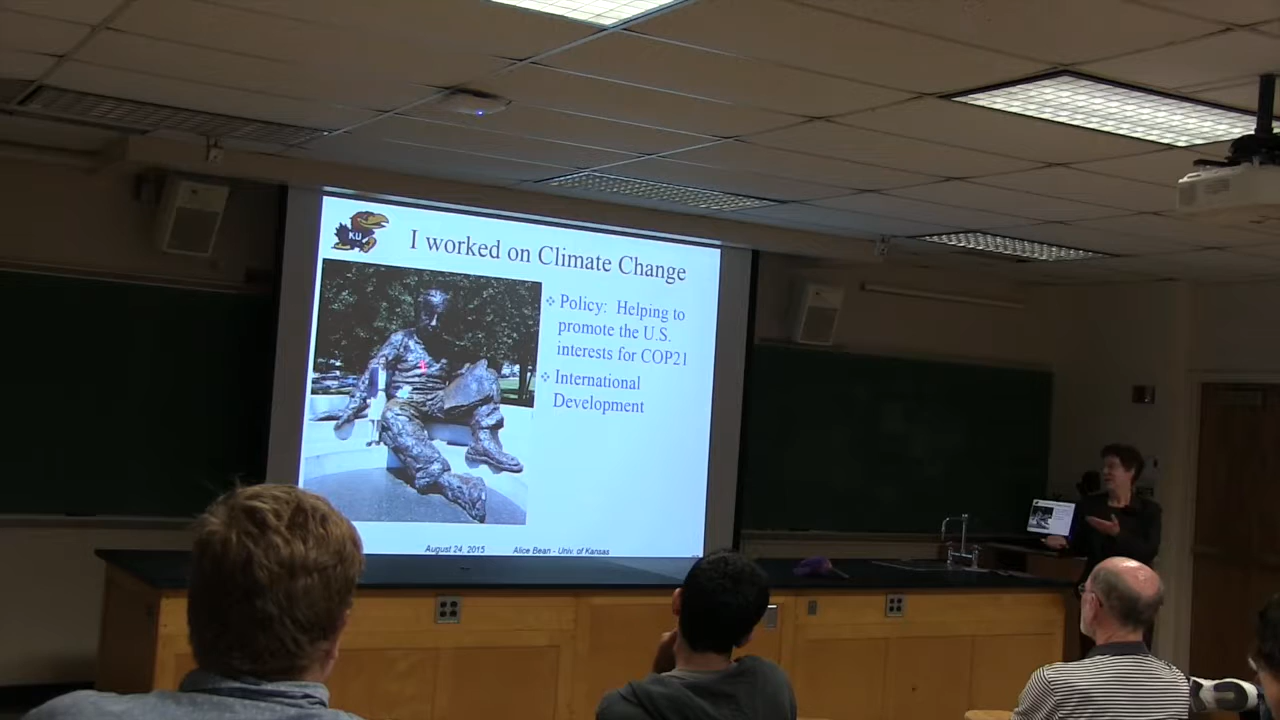 KU
I worked on Climate Change
❖ Policy: Helping to
promote the U.S.
interests for COP21
❖ International
Development
August 24, 2015 Alice Bean - Univ. of Kansas